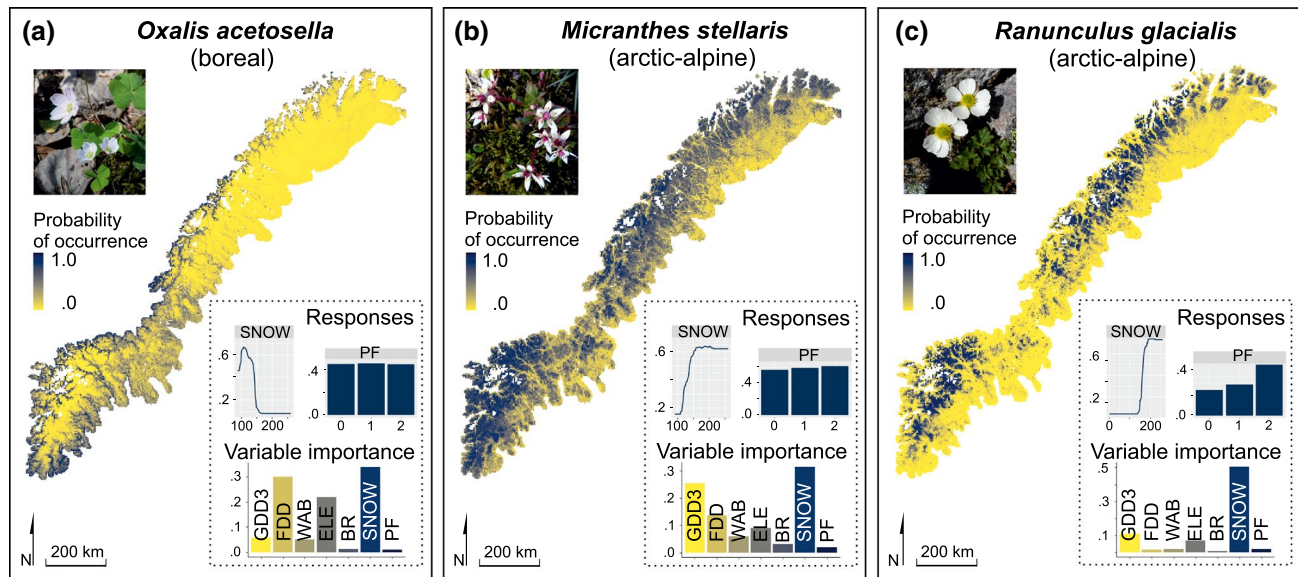 (a) Oxalis acetosella
(boreal)
Probability
of occurrence
1.0
.0
Responses
SNOW
.6
.2
100 200
PF
.4
.0
0 1 2
Variable importance
.3
.2
.1
.0
GDD3 FDD WAB ELE BR SNOW PF
N 200 km
(b) Micranthes stellaris
(arctic-alpine)
Probability
of occurrence
1.0
.0
Responses
SNOW
.6
.2
100 200
PF
.4
.0
0 1 2
Variable importance
.3
.2
.1
.0
GDD3 FDD WAB ELE BR SNOW PF
N 200 km
(c) Ranunculus glacialis
(arctic-alpine)
Probability
of occurrence
1.0
.0
Responses
SNOW
.6
.2
0 200
PF
.4
.0
0 1 2
Variable importance
.5
.3
.1
GDD3 FDD WAB ELE BR SNOW PF
N 200 km